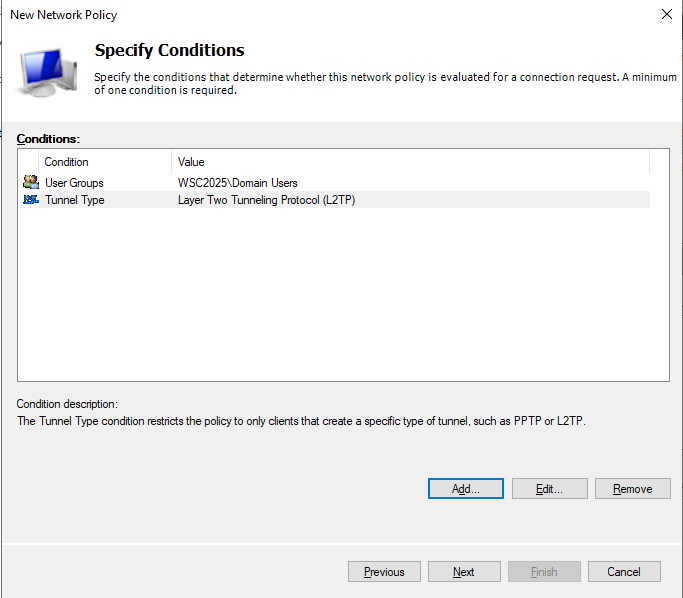 New Network Policy
Specify Conditions
Specify the conditions that determine whether this network policy is evaluated for a connection request. A minimum
of one condition is required.
Conditions:
Condition Value
User Groups WSC2025\Domain Users
Tunnel Type Layer Two Tunneling Protocol (L2TP)
Condition description:
The Tunnel Type condition restricts the policy to only clients that create a specific type of tunnel, such as PPTP or L2TP.
Add... Edit... Remove
Previous Next Finish Cancel